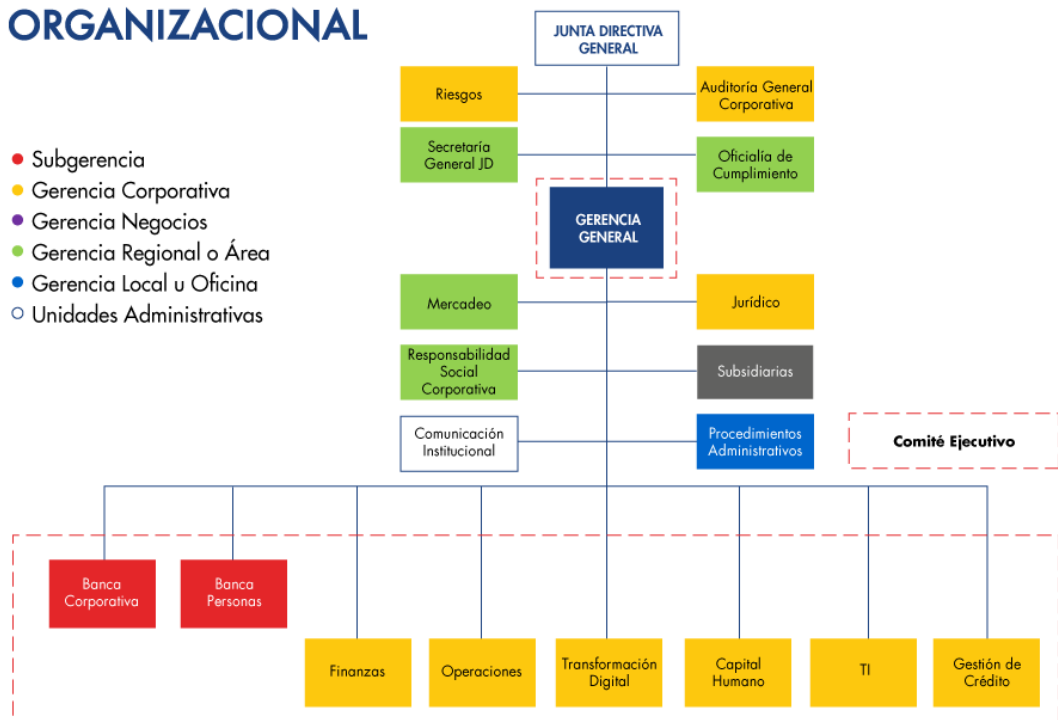 ORGANIZACIONAL
JUNTA DIRECTIVA
GENERAL
Riesgos
Auditoría General
Corporativa
Secretaría
General JD
Oficialía de
Cumplimiento
Subgerencia
Gerencia Corporativa
Gerencia Negocios
Gerencia Regional o Área
Gerencia Local u Oficina
Unidades Administrativas
GERENCIA
GENERAL
Mercadeo
Jurídico
Responsabilidad
Social
Corporativa
Subsidiarias
Comunicación
Institucional
Procedimientos
Administrativos
Comité Ejecutivo
Banca
Corporativa
Banca
Personas
Finanzas
Operaciones
Transformación
Digital
Capital
Humano
TI
Gestión de
Crédito